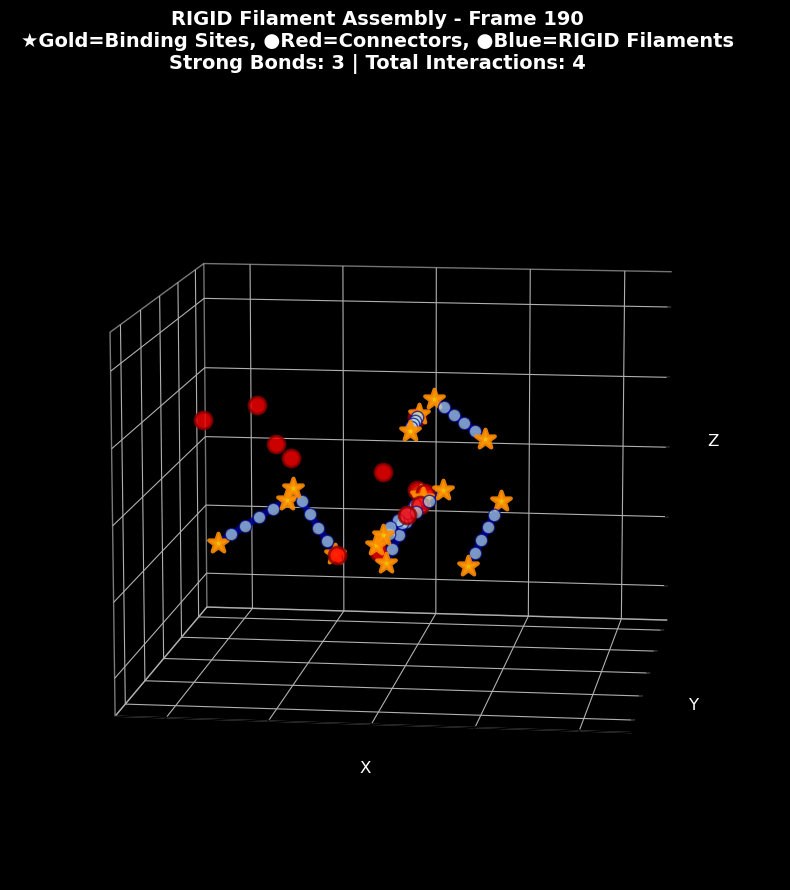 RIGID Filament Assembly - Frame 190
★Gold=Binding Sites, ●Red=Connectors, ●Blue=RIGID Filaments
Strong Bonds: 3 | Total Interactions: 4
Z
Y
X